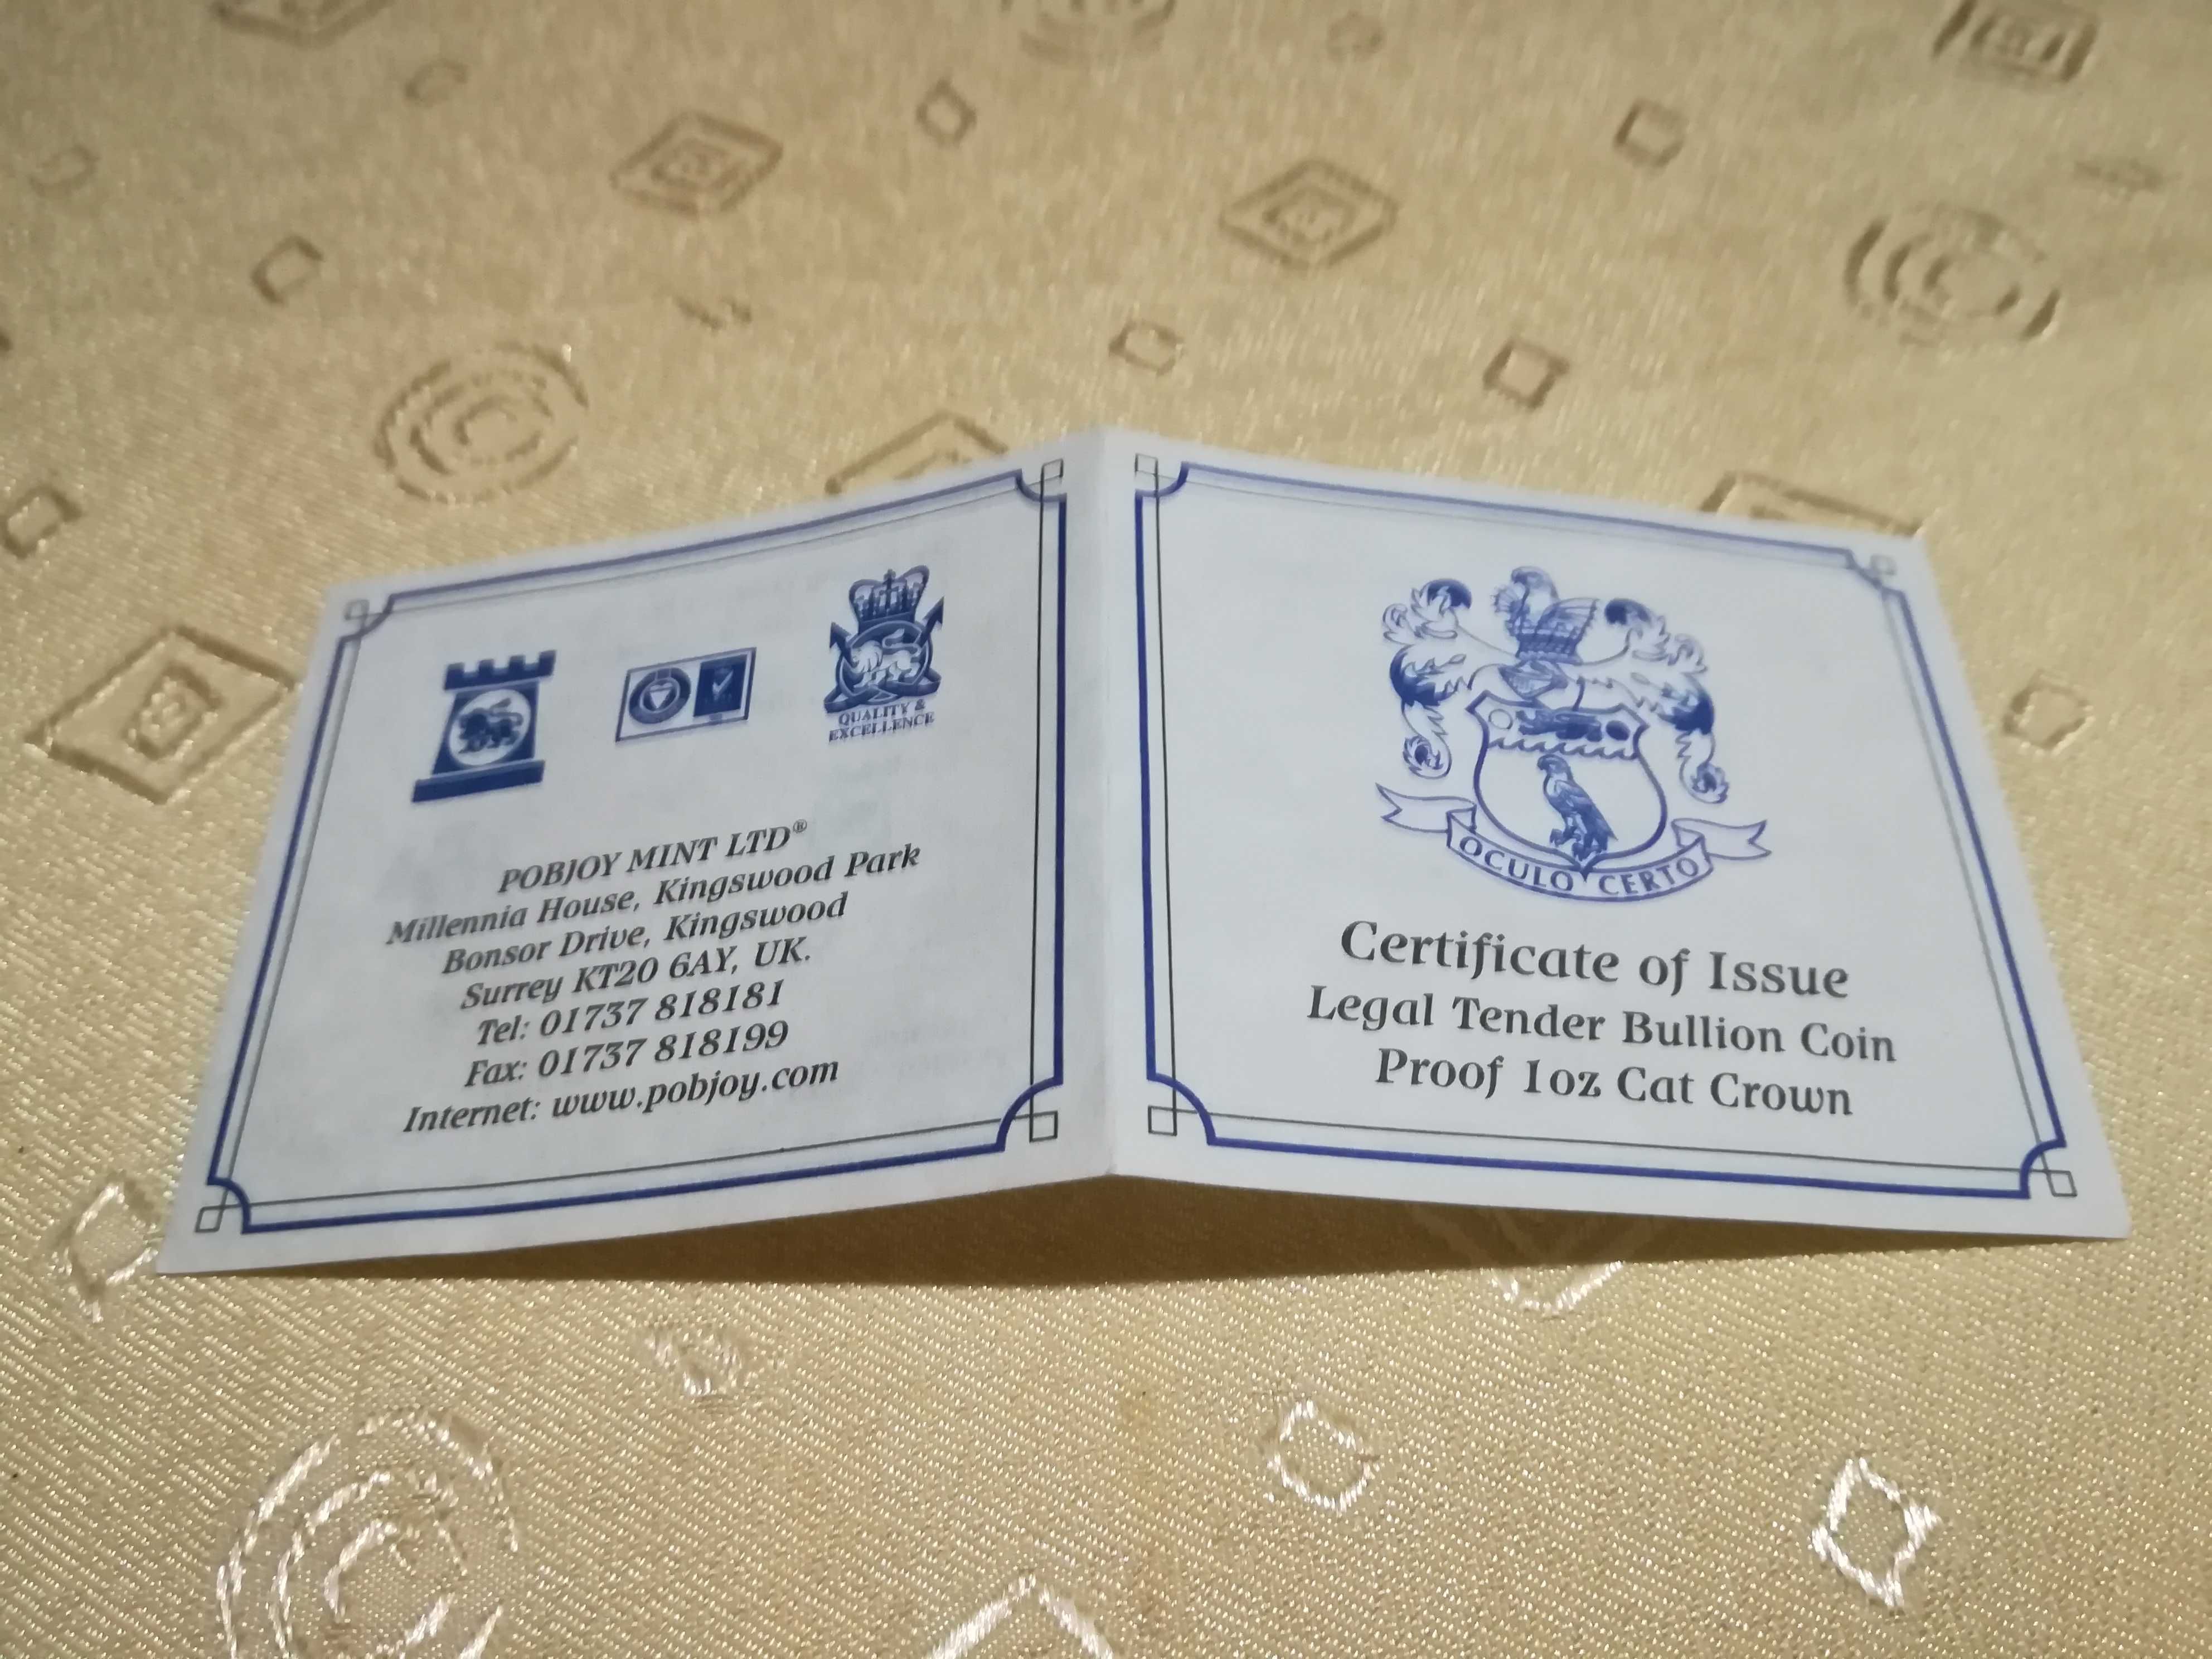 QUALITY &
EXCELLENCE
POBJOY MINT LTD®
Millennia House, Kingswood Park
Bonsor Drive, Kingswood
Surrey KT20 6AY, UK.
Tel: 01737 818181
Fax: 01737 818199
Internet: www.pobjoy.com
OCULO CERTO
Certificate of Issue
Legal Tender Bullion Coin
Proof 1oz Cat Crown